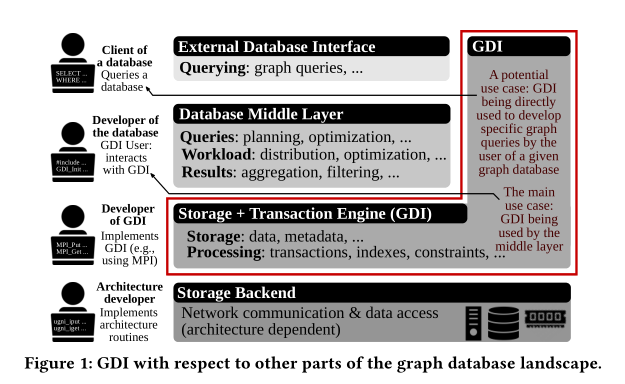 Client of
a database
Queries a
database
SELECT ...
WHERE ...
External Database Interface
Querying: graph queries, ...
GDI
A potential
use case: GDI
being directly
used to develop
specific graph
queries by the
user of a given
graph database
The main
use case:
GDI being
used by the
middle layer
Developer of
the database
GDI User:
interacts
with GDI
#include ...
GDI_Init ...
Database Middle Layer
Queries: planning, optimization, ...
Workload: distribution, optimization, ...
Results: aggregation, filtering, ...
Developer
of GDI
Implements
GDI (e.g.,
using MPI)
MPI_Put ...
MPI_Get ...
Storage + Transaction Engine (GDI)
Storage: data, metadata, ...
Processing: transactions, indexes, constraints, ...
Architecture
developer
Implements
architecture
routines
ugni_iput ...
ugni_iget ...
Storage Backend
Network communication & data access
(architecture dependent)
Figure 1: GDI with respect to other parts of the graph database landscape.